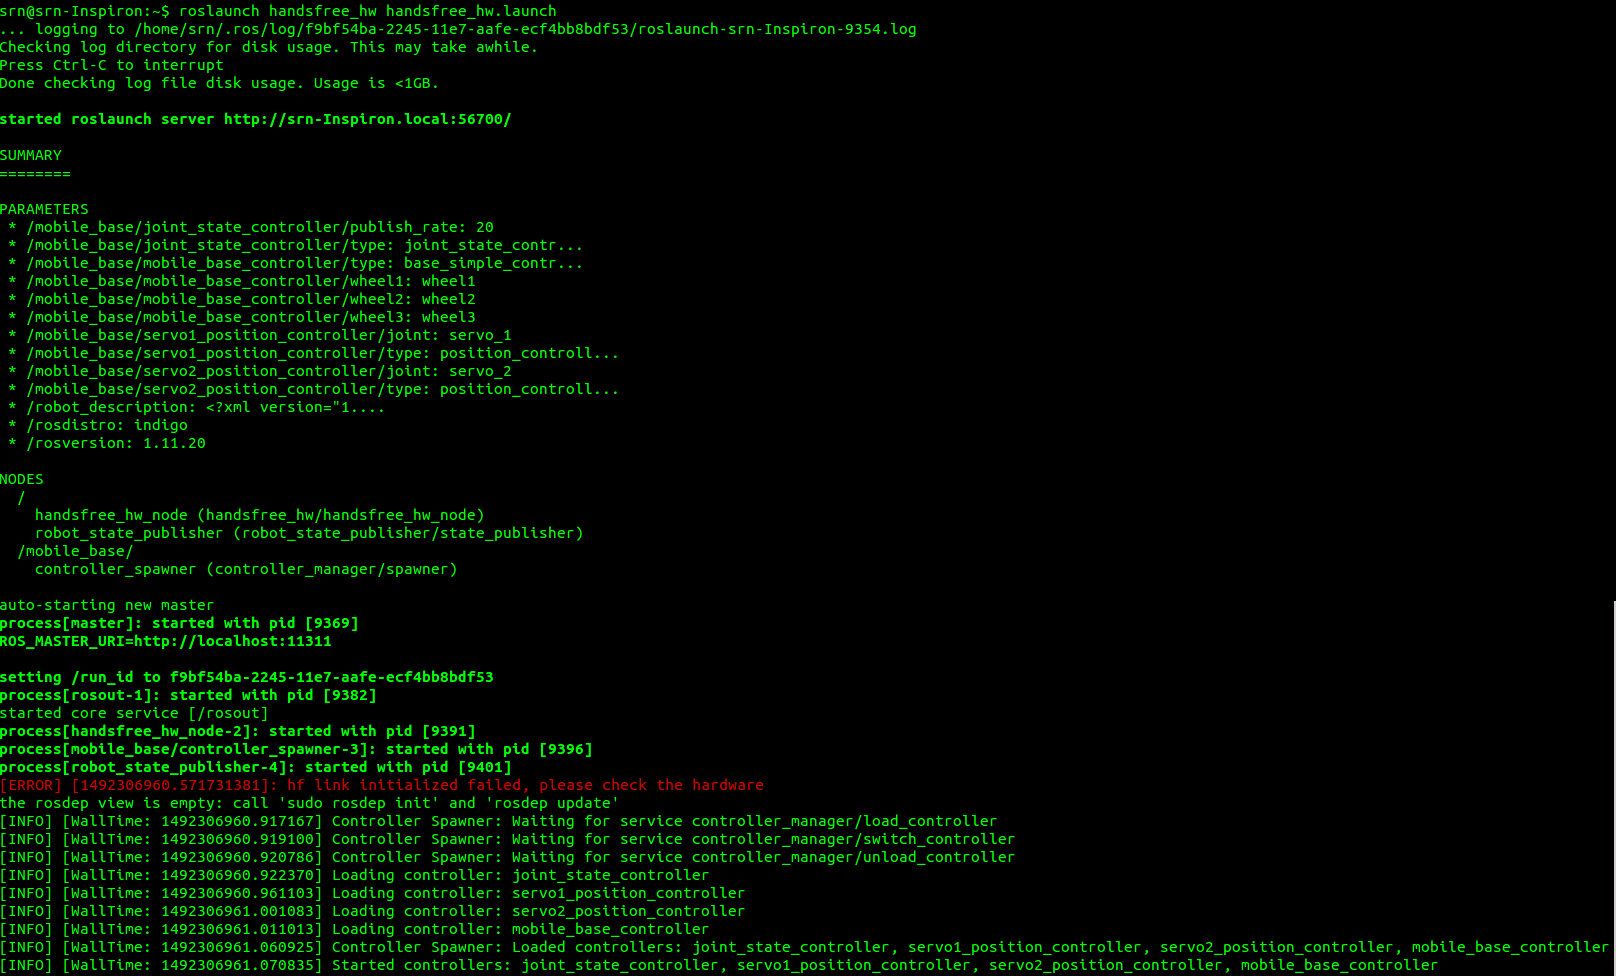 srn@srn-Inspiron:~$ roslaunch handsfree_hw handsfree_hw.launch
... logging to /home/srn/.ros/log/f9bf54ba-2245-11e7-aafe-ecf4bb8bdf53/roslaunch-srn-Inspiron-9354.log
Checking log directory for disk usage. This may take awhile.
Press Ctrl-C to interrupt
Done checking log file disk usage. Usage is <1GB.

started roslaunch server http://srn-Inspiron.local:56700/

SUMMARY
========

PARAMETERS
 * /mobile_base/joint_state_controller/publish_rate: 20
 * /mobile_base/joint_state_controller/type: joint_state_contr...
 * /mobile_base/mobile_base_controller/type: base_simple_contr...
 * /mobile_base/mobile_base_controller/wheel1: wheel1
 * /mobile_base/mobile_base_controller/wheel2: wheel2
 * /mobile_base/mobile_base_controller/wheel3: wheel3
 * /mobile_base/servo1_position_controller/joint: servo_1
 * /mobile_base/servo1_position_controller/type: position_controll...
 * /mobile_base/servo2_position_controller/joint: servo_2
 * /mobile_base/servo2_position_controller/type: position_controll...
 * /robot_description: <?xml version="1....
 * /rosdistro: indigo
 * /rosversion: 1.11.20

NODES
  /
    handsfree_hw_node (handsfree_hw/handsfree_hw_node)
    robot_state_publisher (robot_state_publisher/state_publisher)
  /mobile_base/
    controller_spawner (controller_manager/spawner)

auto-starting new master
process[master]: started with pid [9369]
ROS_MASTER_URI=http://localhost:11311

setting /run_id to f9bf54ba-2245-11e7-aafe-ecf4bb8bdf53
process[rosout-1]: started with pid [9382]
started core service [/rosout]
process[handsfree_hw_node-2]: started with pid [9391]
process[mobile_base/controller_spawner-3]: started with pid [9396]
process[robot_state_publisher-4]: started with pid [9401]
[ERROR] [1492306960.571731381]: hf link initialized failed, please check the hardware
the rosdep view is empty: call 'sudo rosdep init' and 'rosdep update'
[INFO] [WallTime: 1492306960.917167] Controller Spawner: Waiting for service controller_manager/load_controller
[INFO] [WallTime: 1492306960.919100] Controller Spawner: Waiting for service controller_manager/switch_controller
[INFO] [WallTime: 1492306960.920786] Controller Spawner: Waiting for service controller_manager/unload_controller
[INFO] [WallTime: 1492306960.922370] Loading controller: joint_state_controller
[INFO] [WallTime: 1492306960.961103] Loading controller: servo1_position_controller
[INFO] [WallTime: 1492306961.001083] Loading controller: servo2_position_controller
[INFO] [WallTime: 1492306961.011013] Loading controller: mobile_base_controller
[INFO] [WallTime: 1492306961.060925] Controller Spawner: Loaded controllers: joint_state_controller, servo1_position_controller, servo2_position_controller, mobile_base_controller
[INFO] [WallTime: 1492306961.070835] Started controllers: joint_state_controller, servo1_position_controller, servo2_position_controller, mobile_base_controller